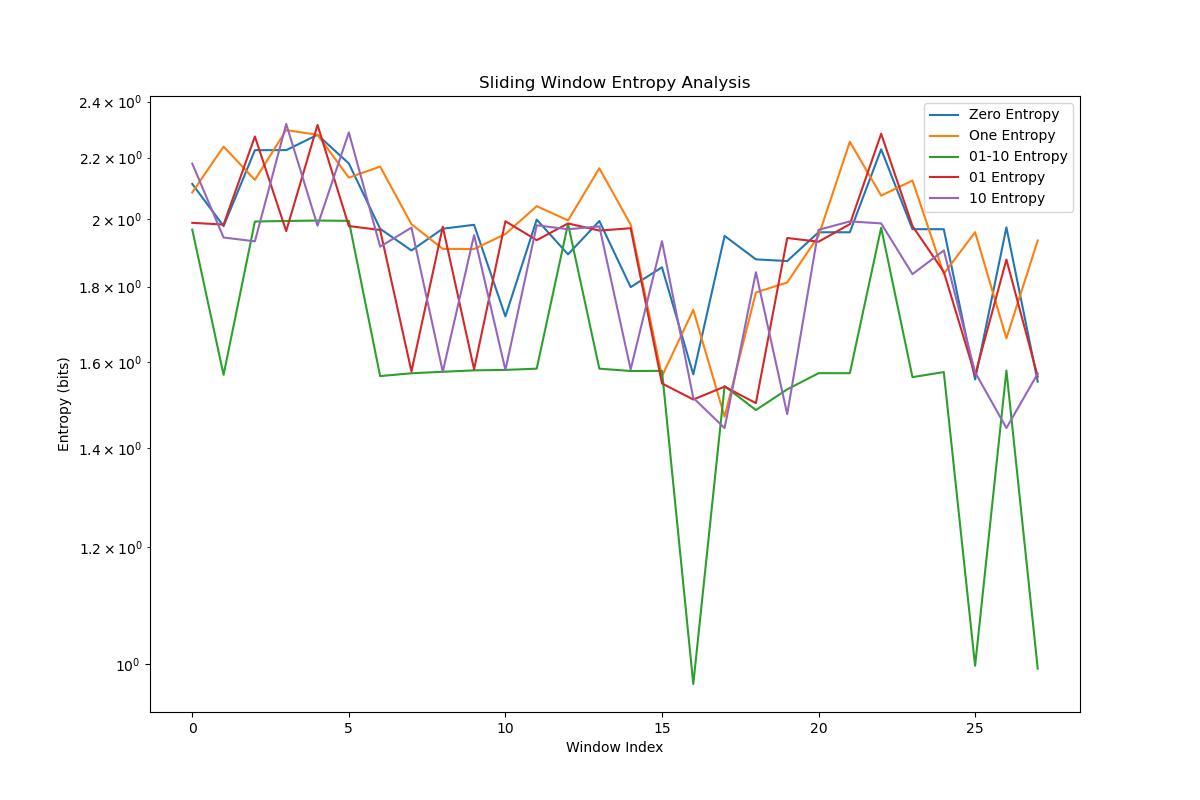 Sliding Window Entropy Analysis
2.4 × 10⁰
2.2 × 10⁰
2 × 10⁰
1.8 × 10⁰
1.6 × 10⁰
1.4 × 10⁰
1.2 × 10⁰
10⁰
Entropy (bits)
Zero Entropy
One Entropy
01-10 Entropy
01 Entropy
10 Entropy
0 5 10 15 20 25
Window Index